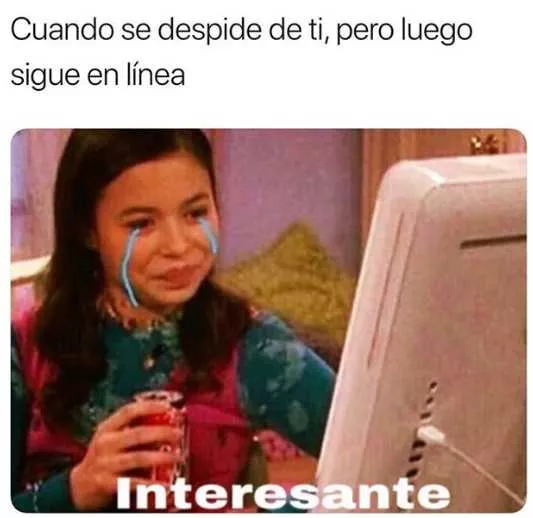 Cuando se despide de ti, pero luego
sigue en línea
Interesante